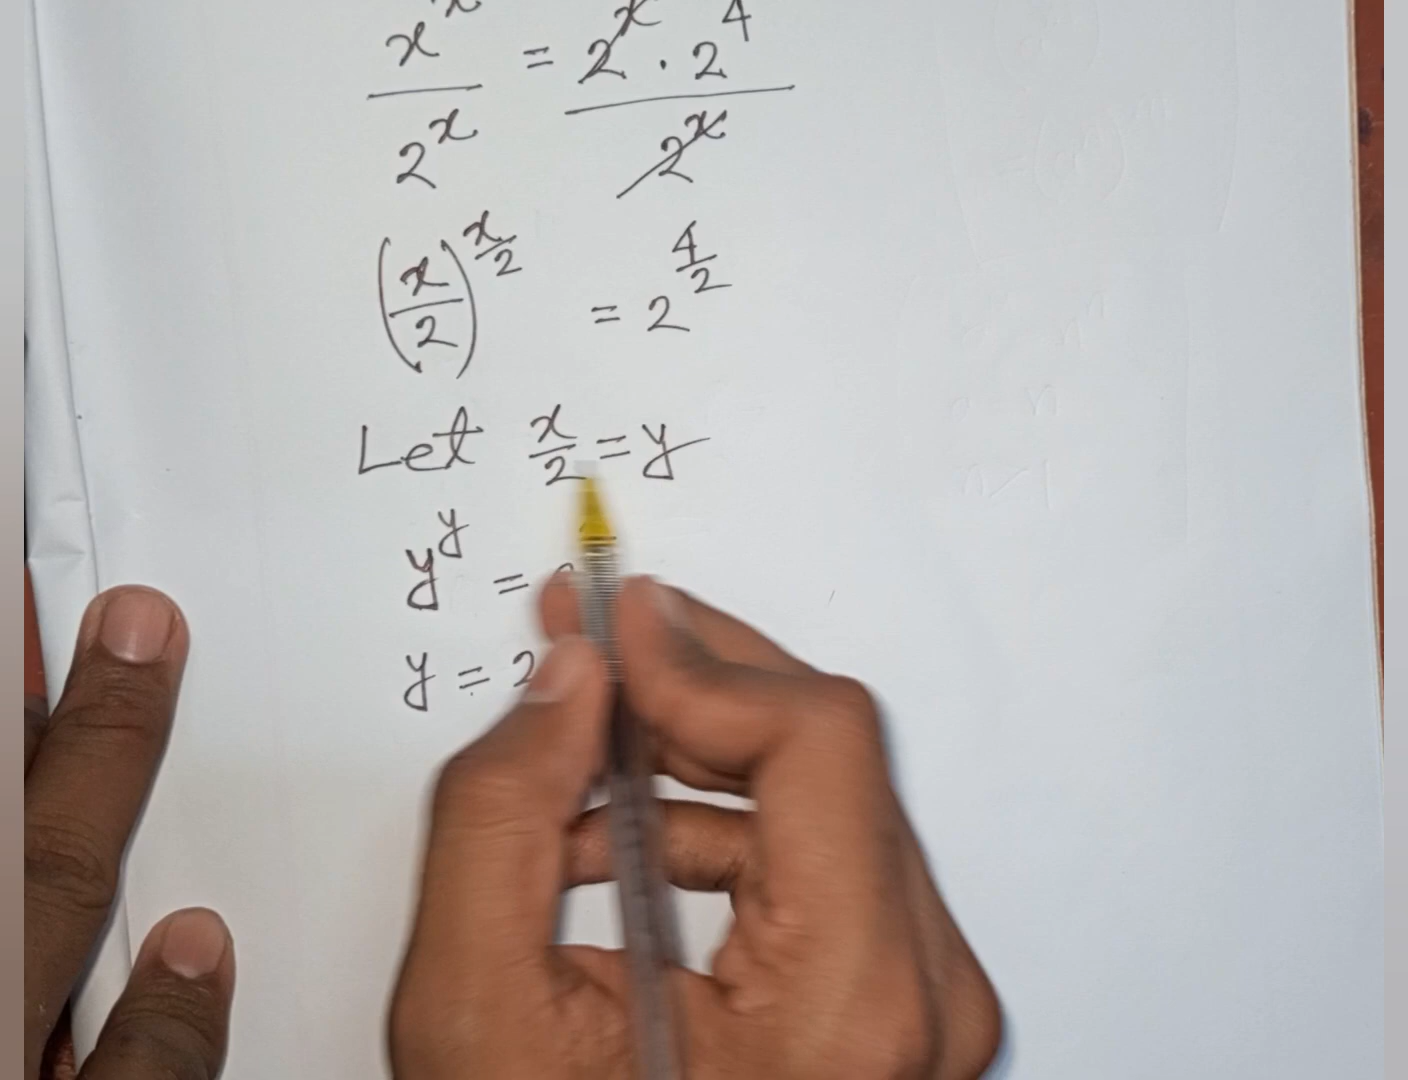 x^x / 2^x = 2^x · 2^4 / 2^x
(x/2)^(x/2) = 2^(4/2)
Let x/2 = y
y^y =
y = 2